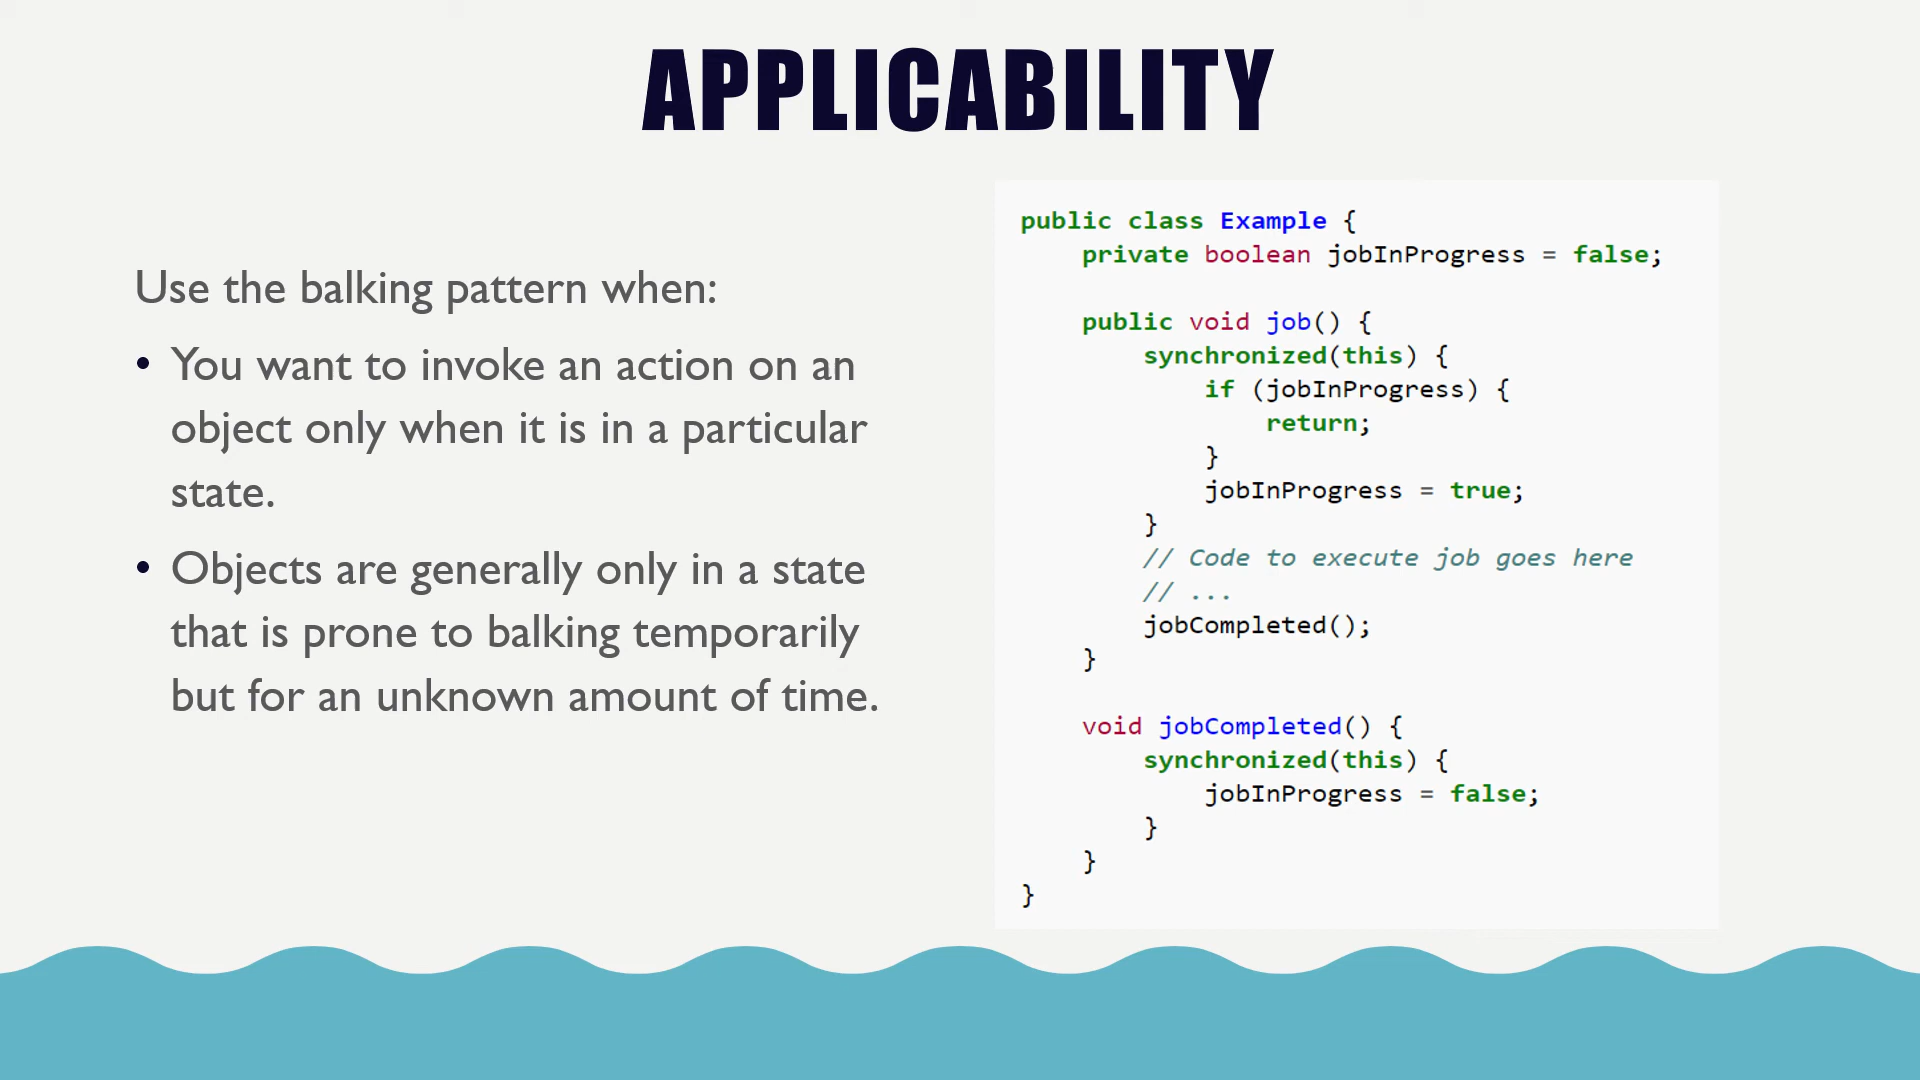 APPLICABILITY
Use the balking pattern when:
• You want to invoke an action on an
object only when it is in a particular
state.
• Objects are generally only in a state
that is prone to balking temporarily
but for an unknown amount of time.
public class Example {
    private boolean jobInProgress = false;

    public void job() {
        synchronized(this) {
            if (jobInProgress) {
                return;
            }
            jobInProgress = true;
        }
        // Code to execute job goes here
        // ...
        jobCompleted();
    }

    void jobCompleted() {
        synchronized(this) {
            jobInProgress = false;
        }
    }
}